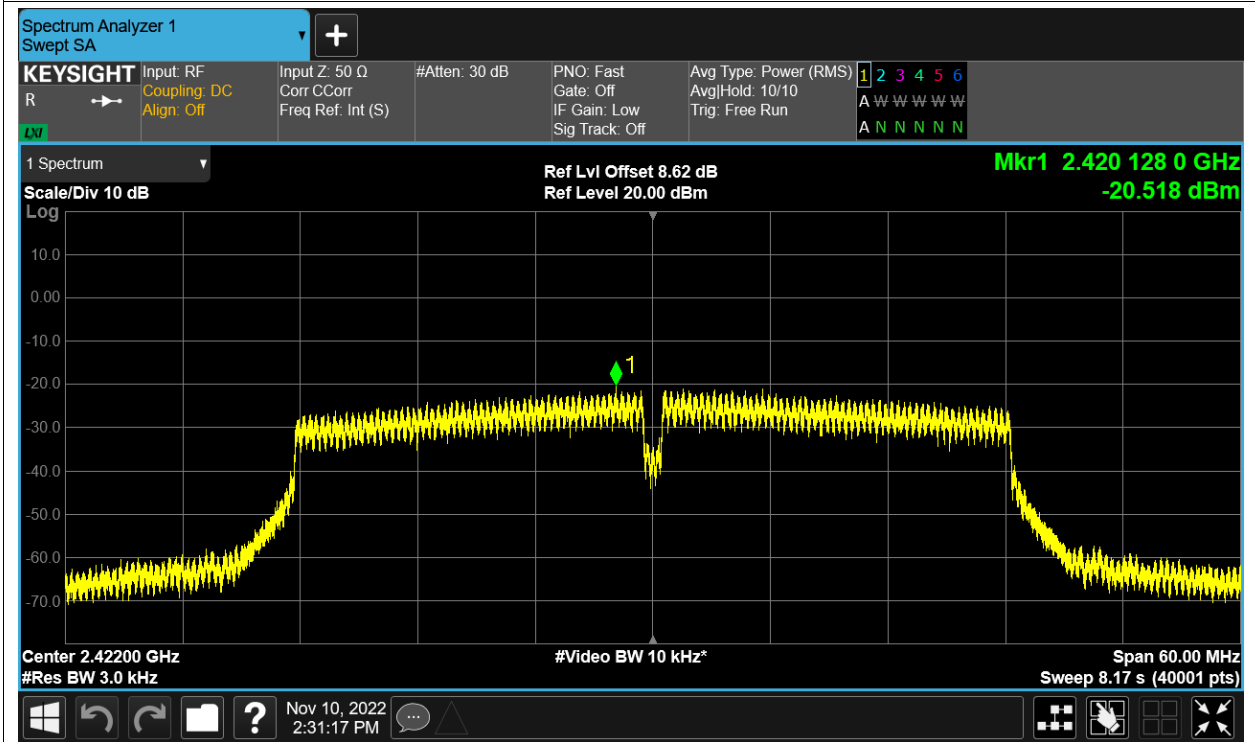 Spectrum Analyzer 1
Swept SA
+
KEYSIGHT
R
LXI
Input: RF
Coupling: DC
Align: Off
Input Z: 50 Ω
Corr CCorr
Freq Ref: Int (S)
#Atten: 30 dB
PNO: Fast
Gate: Off
IF Gain: Low
Sig Track: Off
Avg Type: Power (RMS)
Avg|Hold: 10/10
Trig: Free Run
1 2 3 4 5 6
A W W W W W
A N N N N N
1 Spectrum
Scale/Div 10 dB
Ref Lvl Offset 8.62 dB
Ref Level 20.00 dBm
Mkr1 2.420 128 0 GHz
-20.518 dBm
Log
10.0
0.00
-10.0
1
-20.0
-30.0
-40.0
-50.0
-60.0
-70.0
Center 2.42200 GHz
#Res BW 3.0 kHz
#Video BW 10 kHz*
Span 60.00 MHz
Sweep 8.17 s (40001 pts)
?
Nov 10, 2022
2:31:17 PM